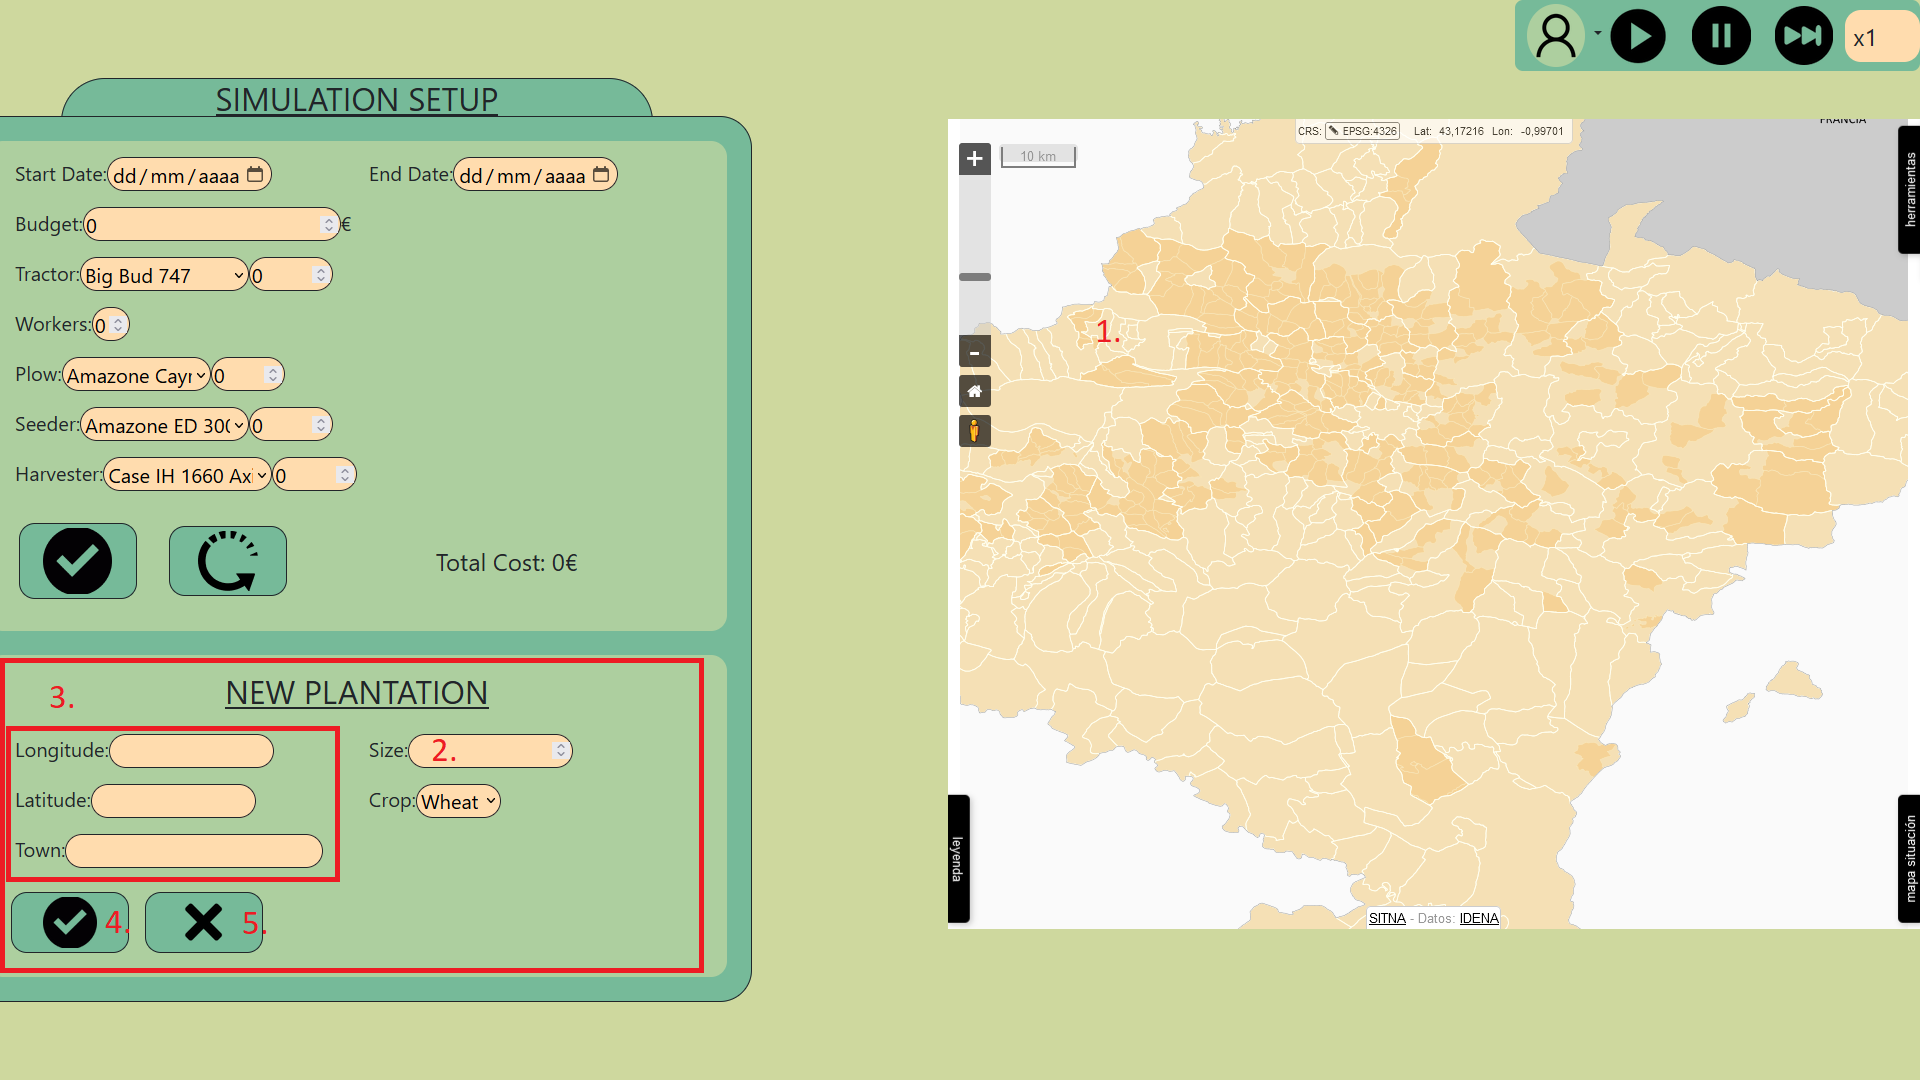 x1
SIMULATION SETUP
Start Date: dd/mm/aaaa End Date: dd/mm/aaaa
Budget: 0 €
Tractor: Big Bud 747 0
Workers: 0
Plow: Amazone Cayr 0
Seeder: Amazone ED 300 0
Harvester: Case IH 1660 Axi 0
Total Cost: 0€
3. NEW PLANTATION
Longitude: Size: 2.
Latitude: Crop: Wheat
Town:
4. 5.
FRANCIA
CRS: EPSG:4326 Lat: 43,17216 Lon: -0,99701
+ 10 km
herramientas
1.
-
leyenda
mapa situación
SITNA - Datos: IDENA